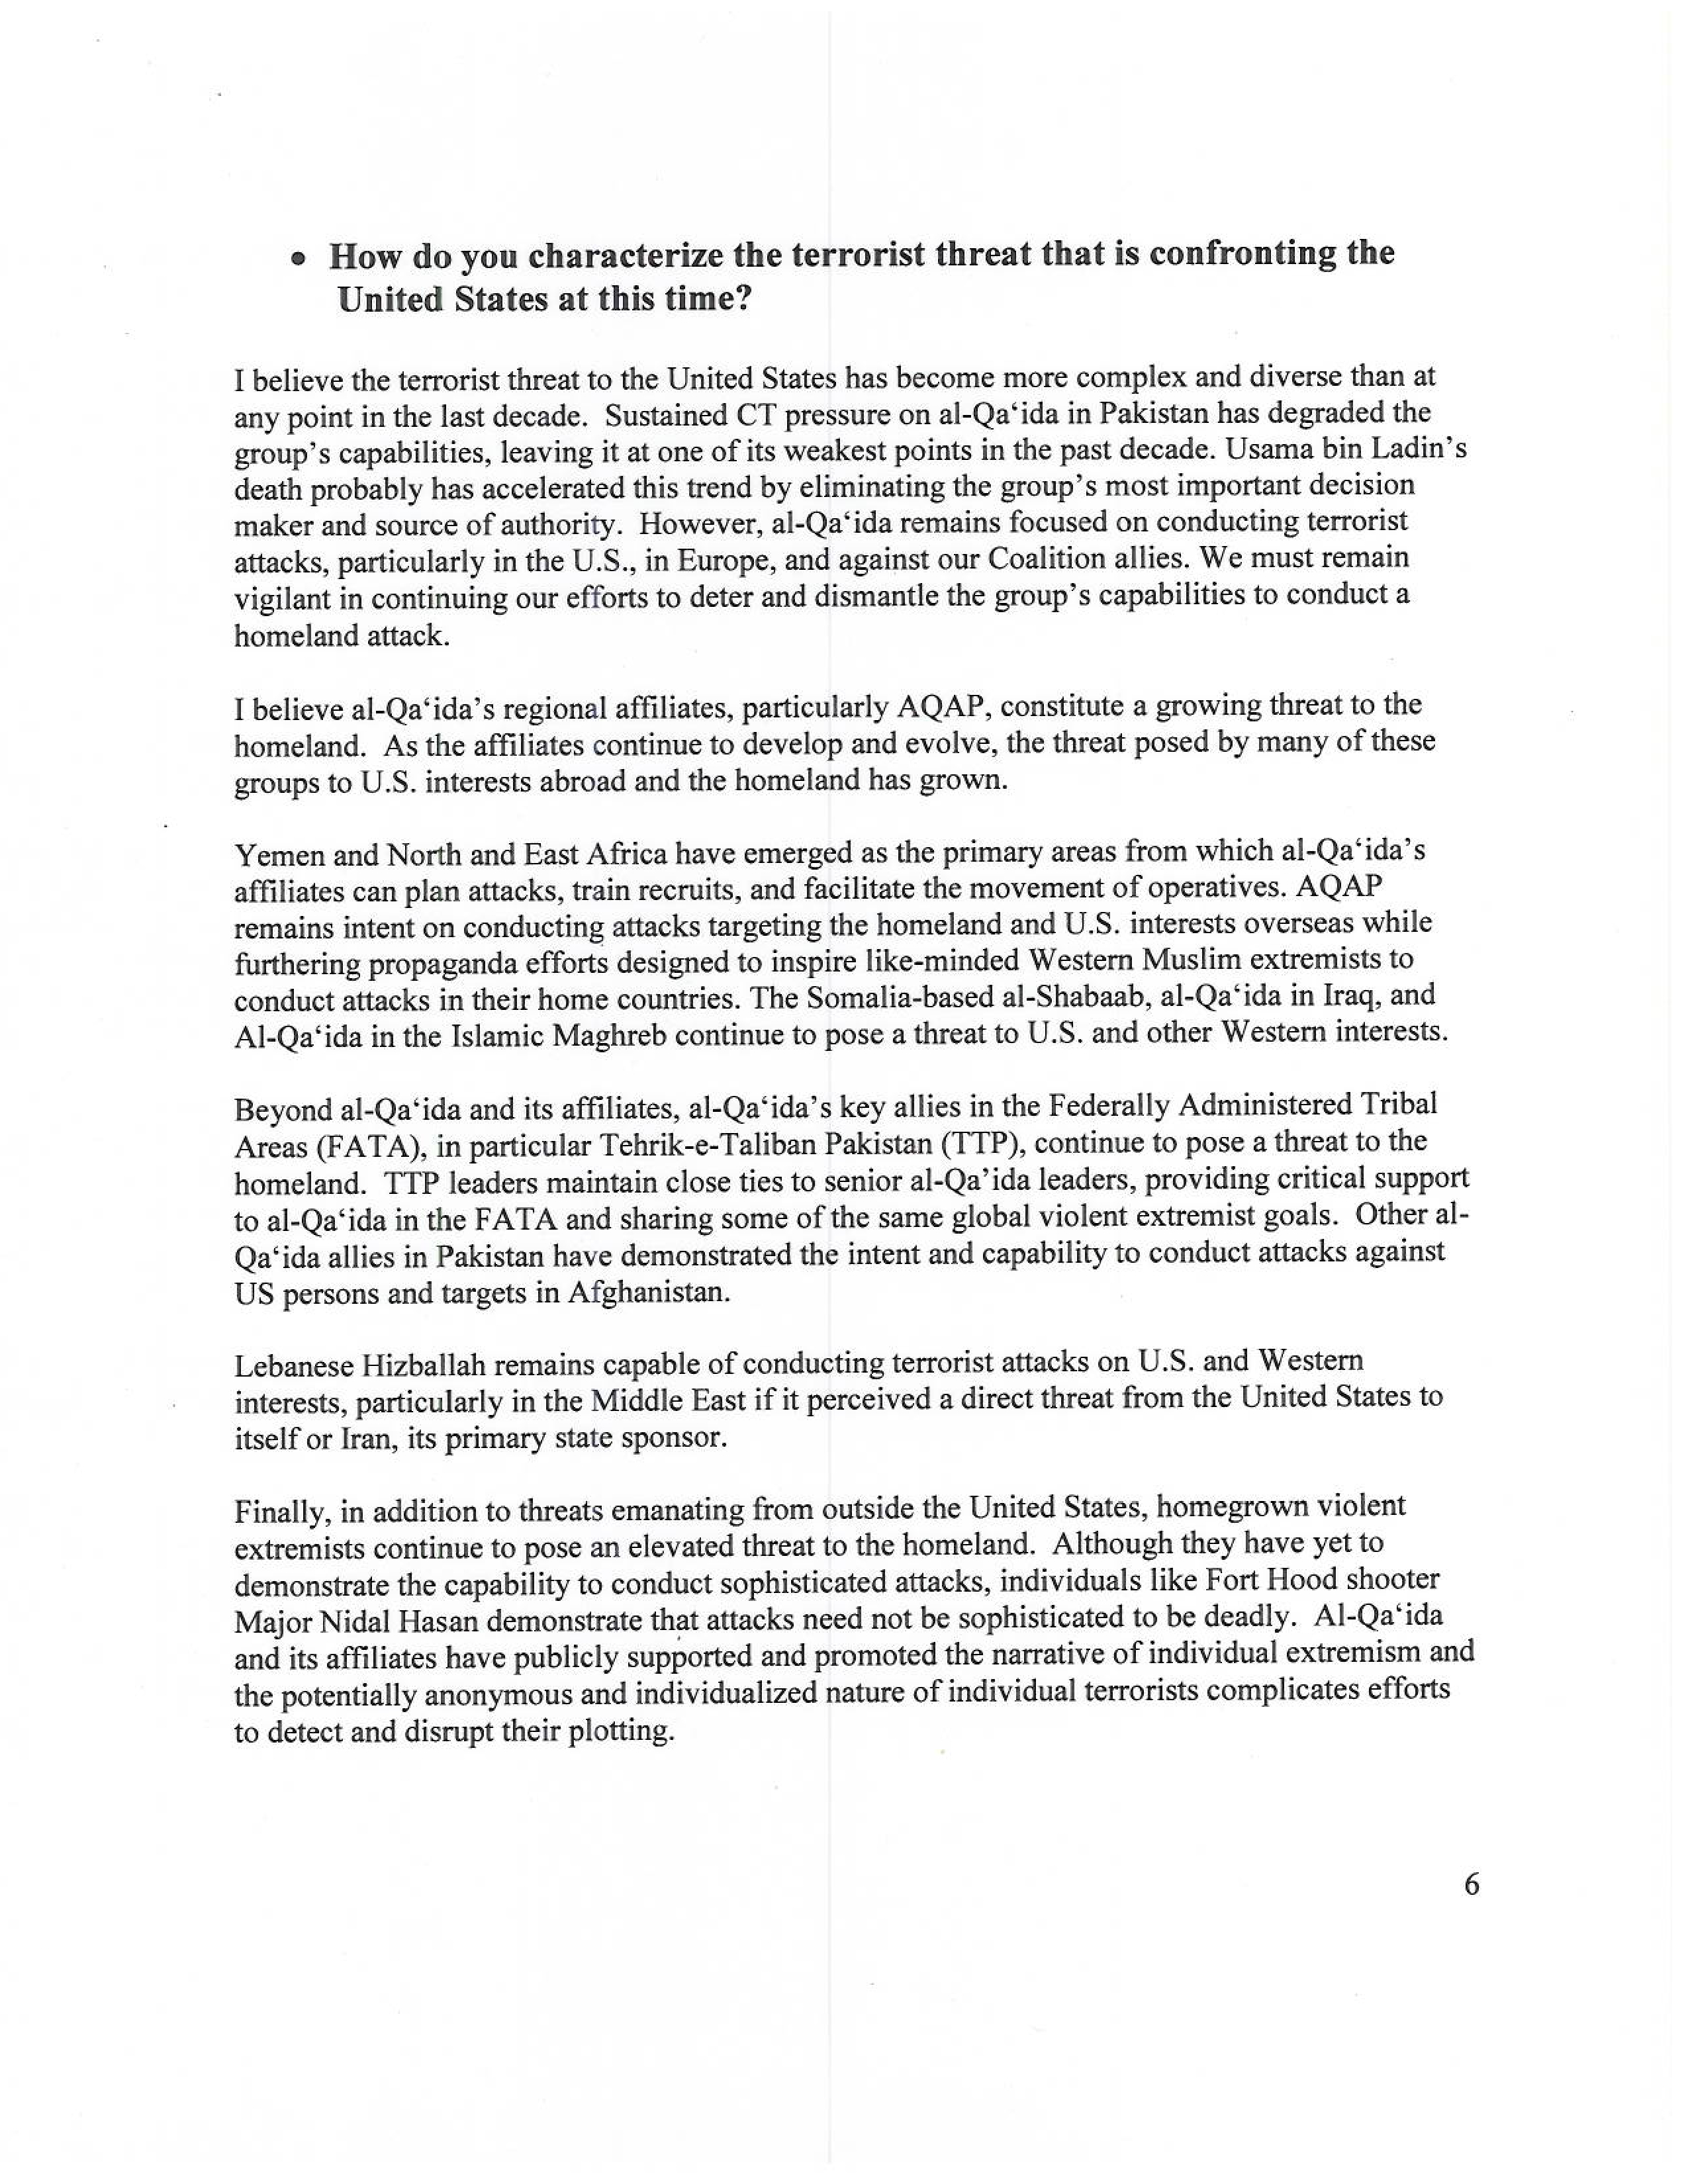 • How do you characterize the terrorist threat that is confronting the
United States at this time?
I believe the terrorist threat to the United States has become more complex and diverse than at
any point in the last decade. Sustained CT pressure on al-Qa‘ida in Pakistan has degraded the
group’s capabilities, leaving it at one of its weakest points in the past decade. Usama bin Ladin’s
death probably has accelerated this trend by eliminating the group’s most important decision
maker and source of authority. However, al-Qa‘ida remains focused on conducting terrorist
attacks, particularly in the U.S., in Europe, and against our Coalition allies. We must remain
vigilant in continuing our efforts to deter and dismantle the group’s capabilities to conduct a
homeland attack.
I believe al-Qa‘ida’s regional affiliates, particularly AQAP, constitute a growing threat to the
homeland. As the affiliates continue to develop and evolve, the threat posed by many of these
groups to U.S. interests abroad and the homeland has grown.
Yemen and North and East Africa have emerged as the primary areas from which al-Qa‘ida’s
affiliates can plan attacks, train recruits, and facilitate the movement of operatives. AQAP
remains intent on conducting attacks targeting the homeland and U.S. interests overseas while
furthering propaganda efforts designed to inspire like-minded Western Muslim extremists to
conduct attacks in their home countries. The Somalia-based al-Shabaab, al-Qa‘ida in Iraq, and
Al-Qa‘ida in the Islamic Maghreb continue to pose a threat to U.S. and other Western interests.
Beyond al-Qa‘ida and its affiliates, al-Qa‘ida’s key allies in the Federally Administered Tribal
Areas (FATA), in particular Tehrik-e-Taliban Pakistan (TTP), continue to pose a threat to the
homeland. TTP leaders maintain close ties to senior al-Qa’ida leaders, providing critical support
to al-Qa‘ida in the FATA and sharing some of the same global violent extremist goals. Other al-
Qa‘ida allies in Pakistan have demonstrated the intent and capability to conduct attacks against
US persons and targets in Afghanistan.
Lebanese Hizballah remains capable of conducting terrorist attacks on U.S. and Western
interests, particularly in the Middle East if it perceived a direct threat from the United States to
itself or Iran, its primary state sponsor.
Finally, in addition to threats emanating from outside the United States, homegrown violent
extremists continue to pose an elevated threat to the homeland. Although they have yet to
demonstrate the capability to conduct sophisticated attacks, individuals like Fort Hood shooter
Major Nidal Hasan demonstrate that attacks need not be sophisticated to be deadly. Al-Qa‘ida
and its affiliates have publicly supported and promoted the narrative of individual extremism and
the potentially anonymous and individualized nature of individual terrorists complicates efforts
to detect and disrupt their plotting.
6